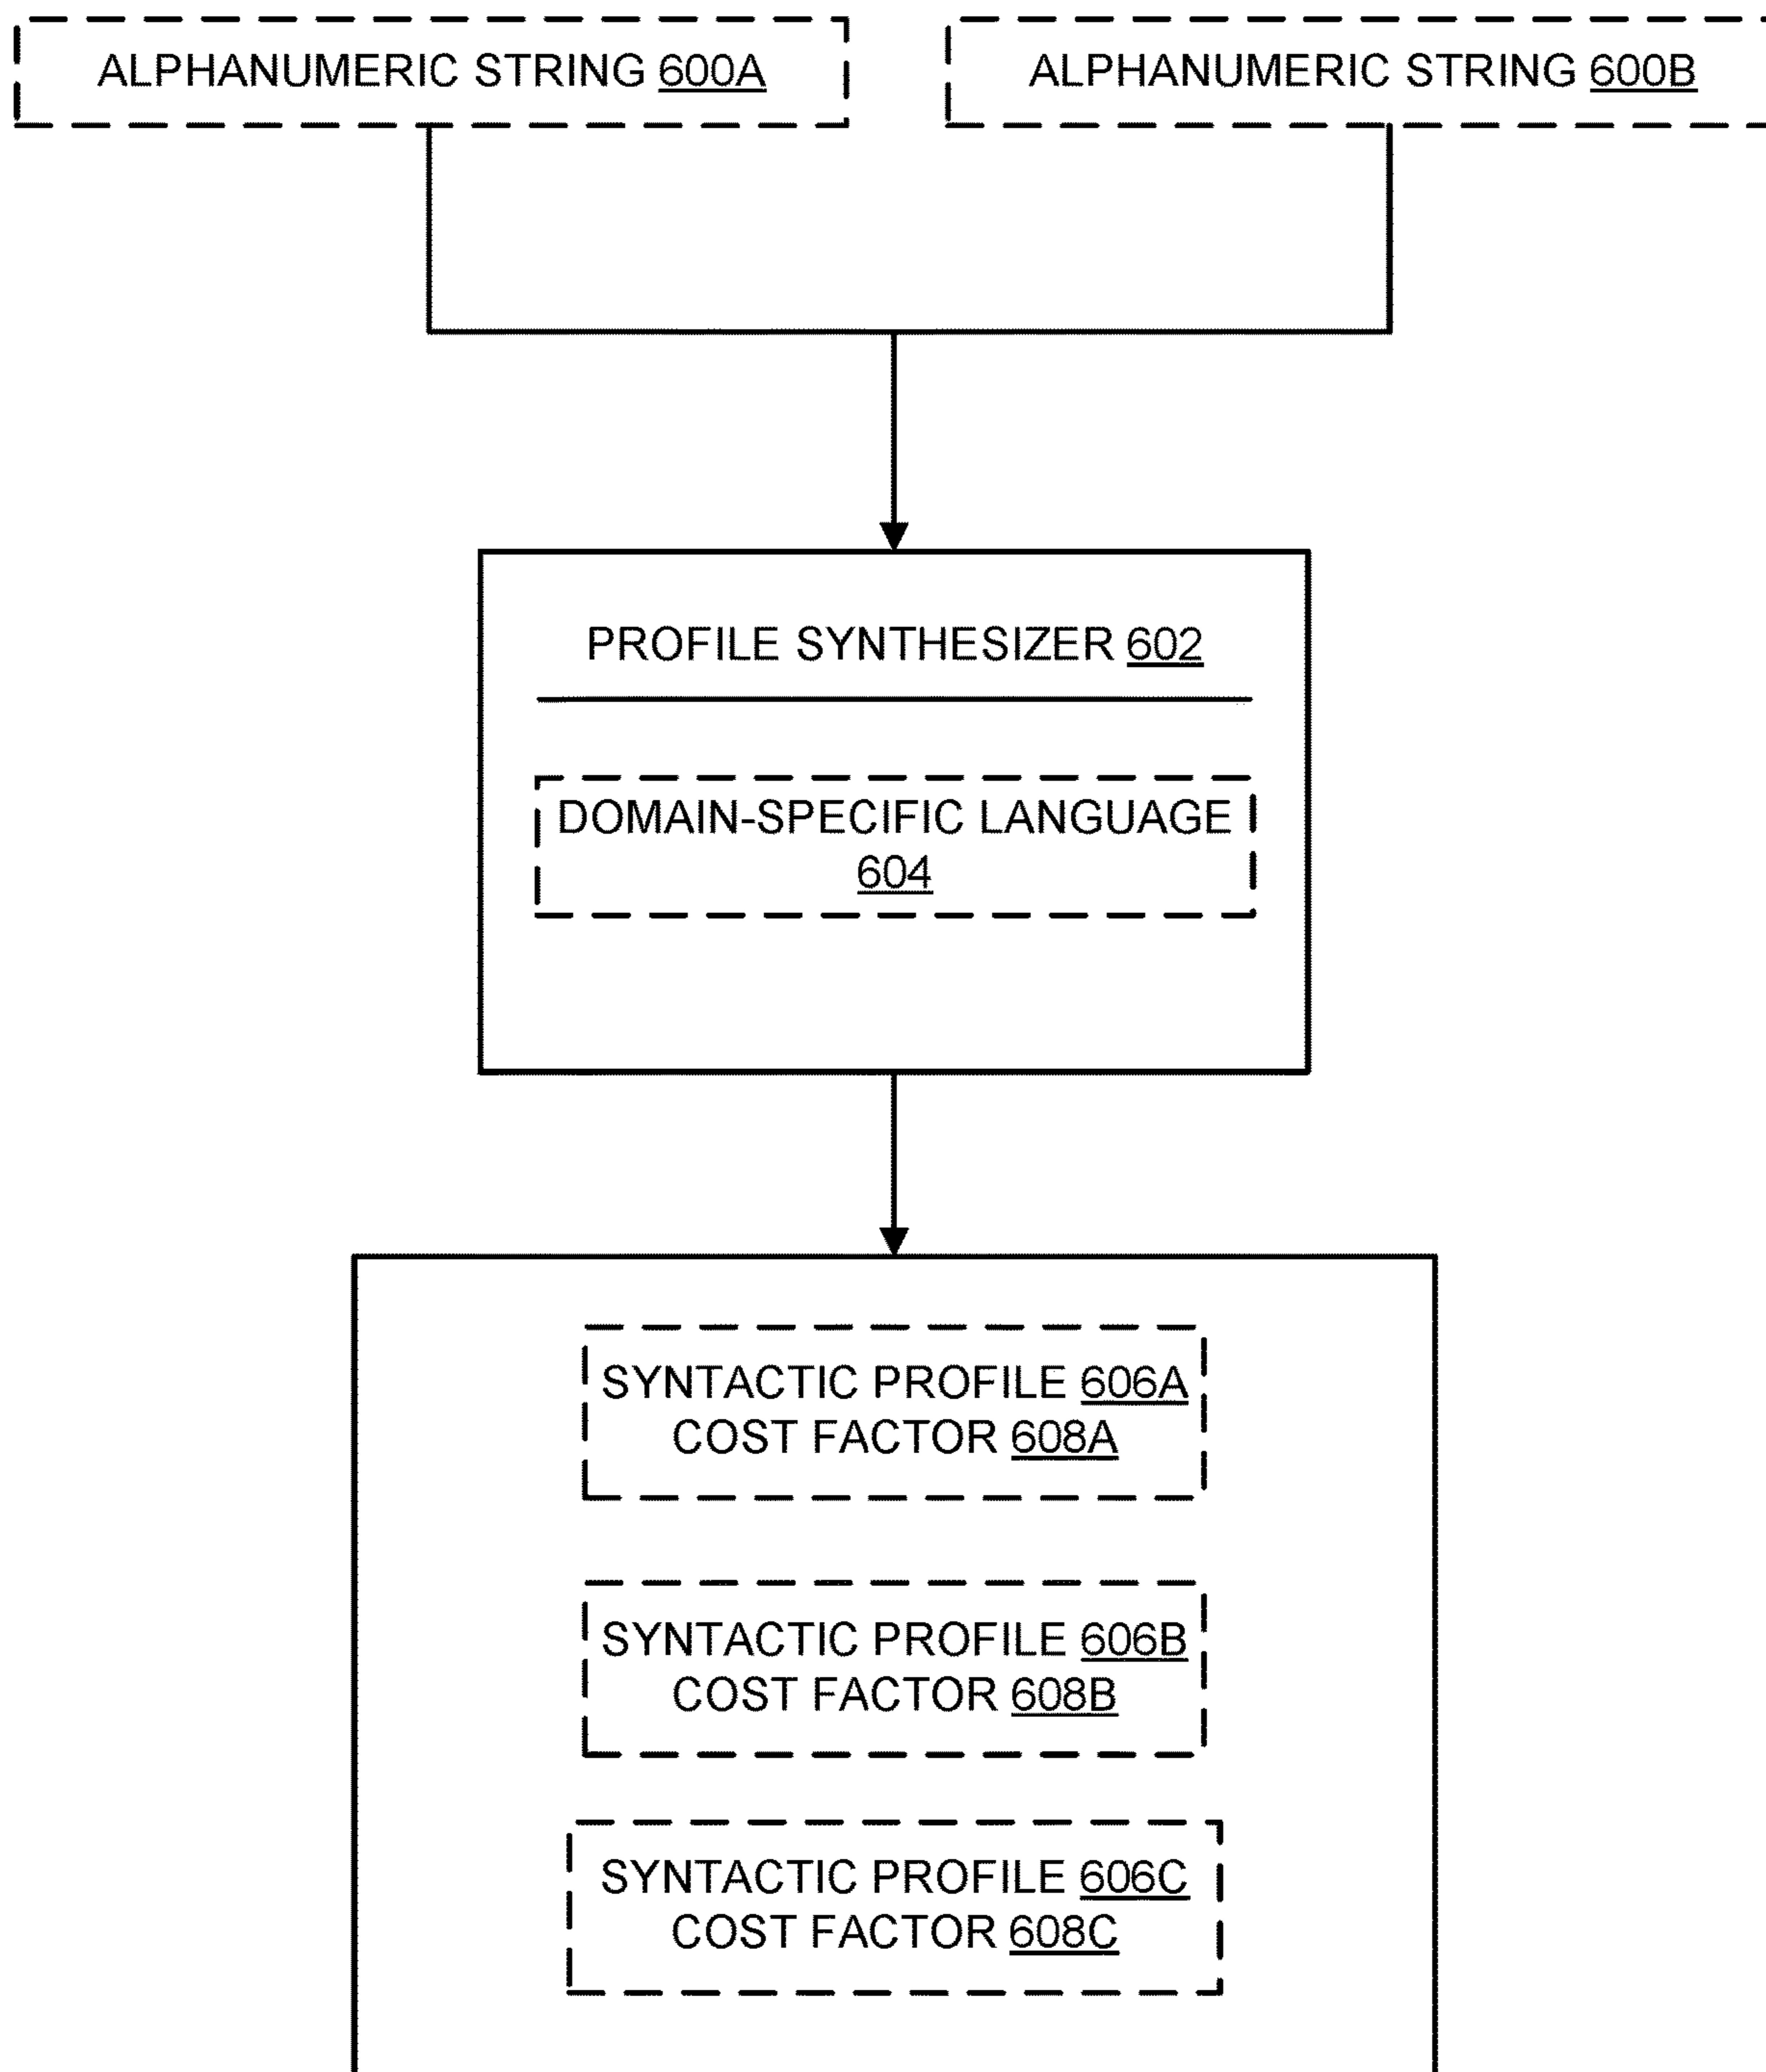 ALPHANUMERIC STRING 600A
ALPHANUMERIC STRING 600B
PROFILE SYNTHESIZER 602
DOMAIN-SPECIFIC LANGUAGE
604
SYNTACTIC PROFILE 606A
COST FACTOR 608A
SYNTACTIC PROFILE 606B
COST FACTOR 608B
SYNTACTIC PROFILE 606C
COST FACTOR 608C